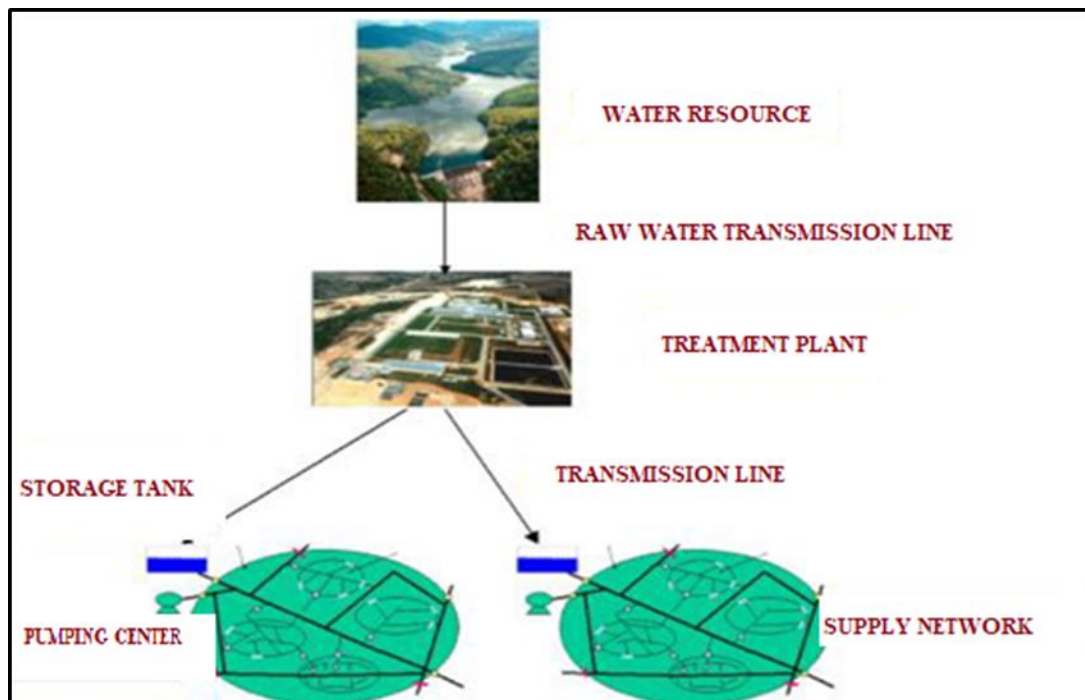 WATER RESOURCE
RAW WATER TRANSMISSION LINE
TREATMENT PLANT
STORAGE TANK
TRANSMISSION LINE
PUMPING CENTER
SUPPLY NETWORK